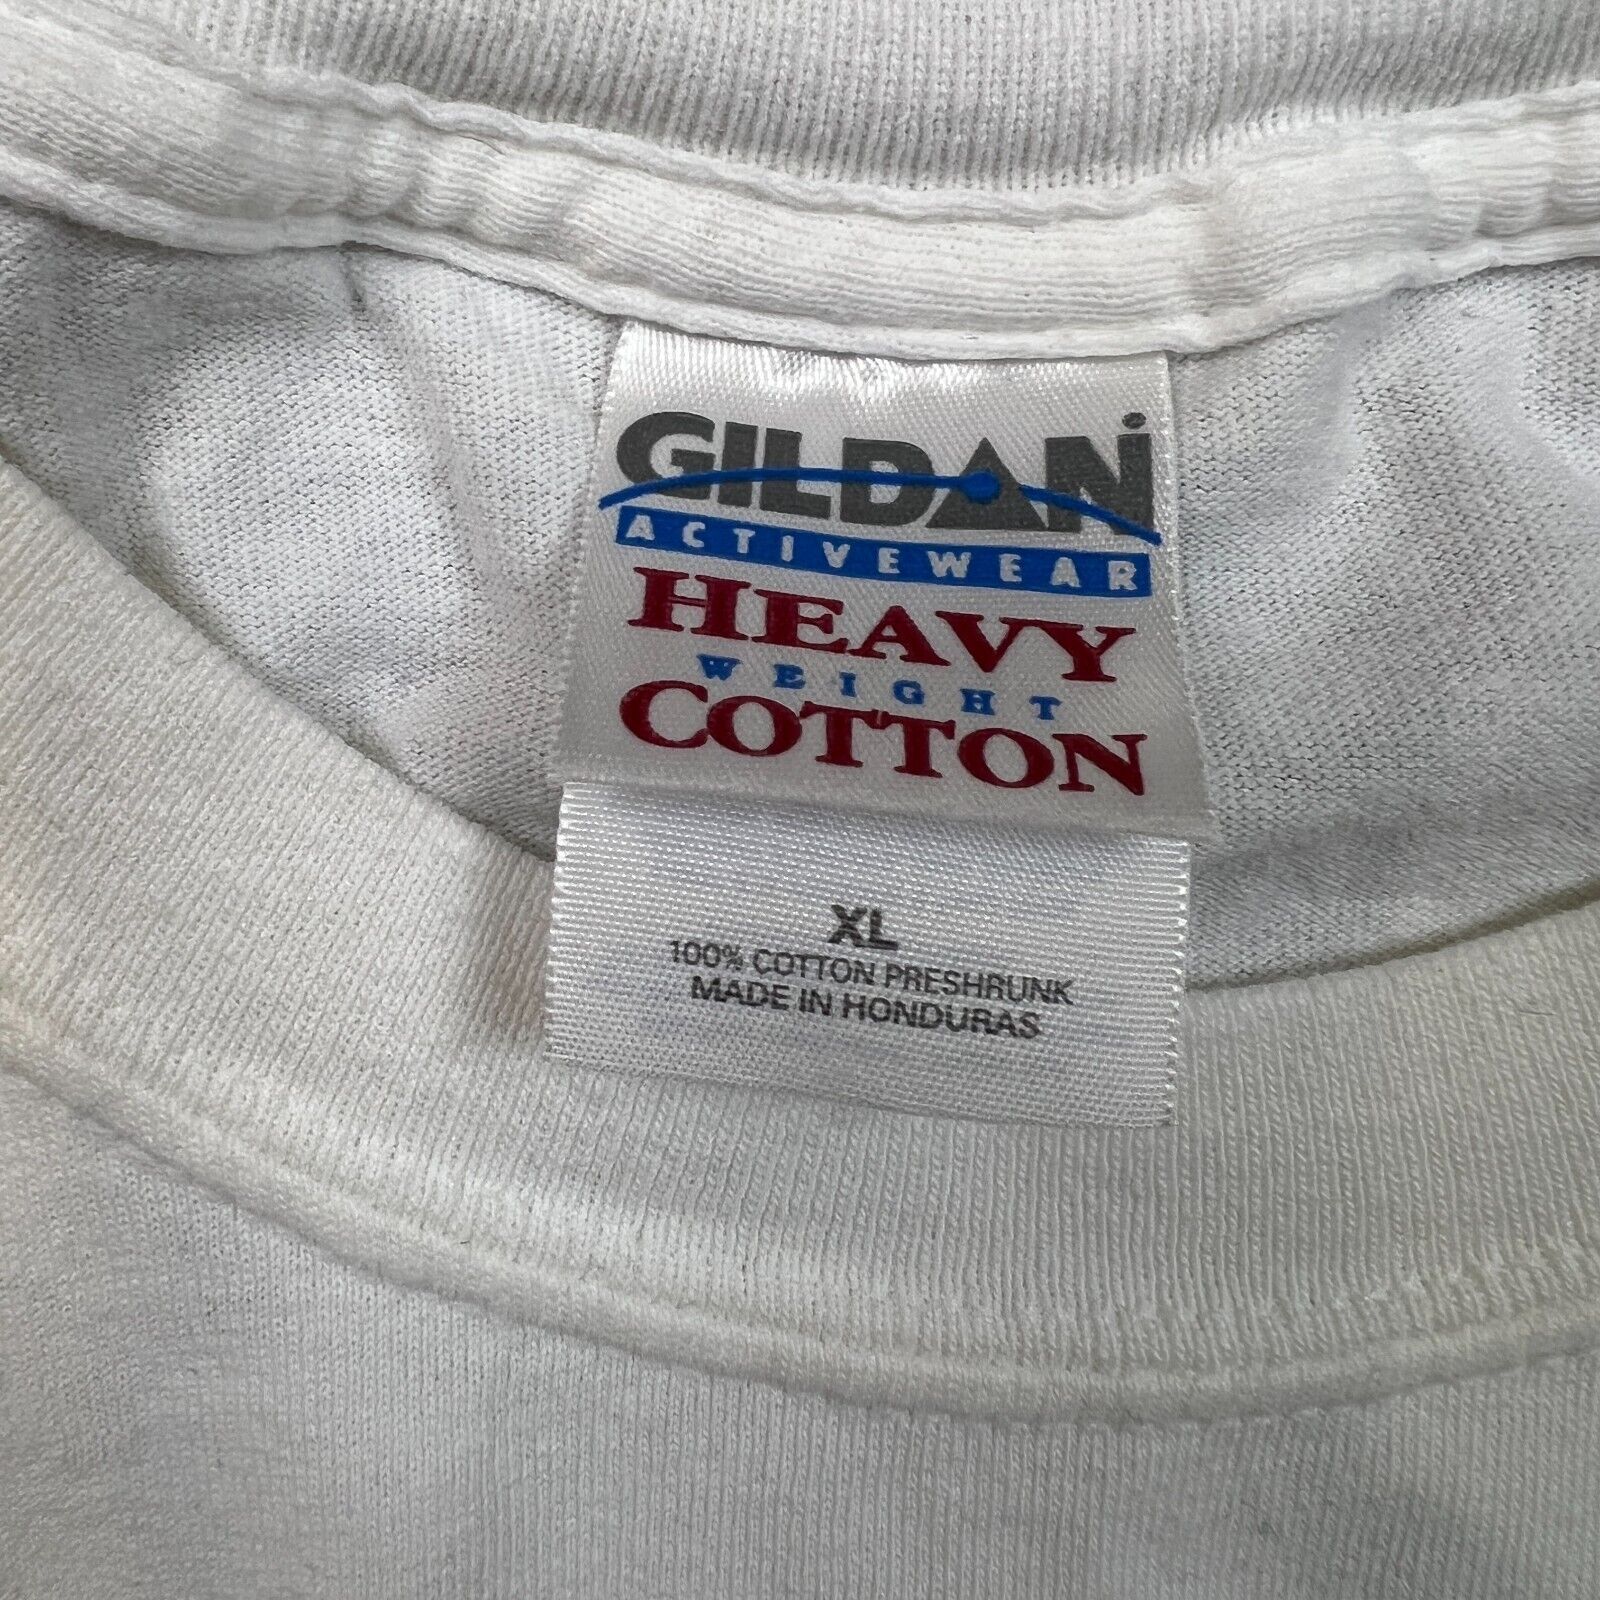 GILDAN
ACTIVEWEAR
HEAVY
WEIGHT
COTTON
XL
100% COTTON PRESHRUNK
MADE IN HONDURAS